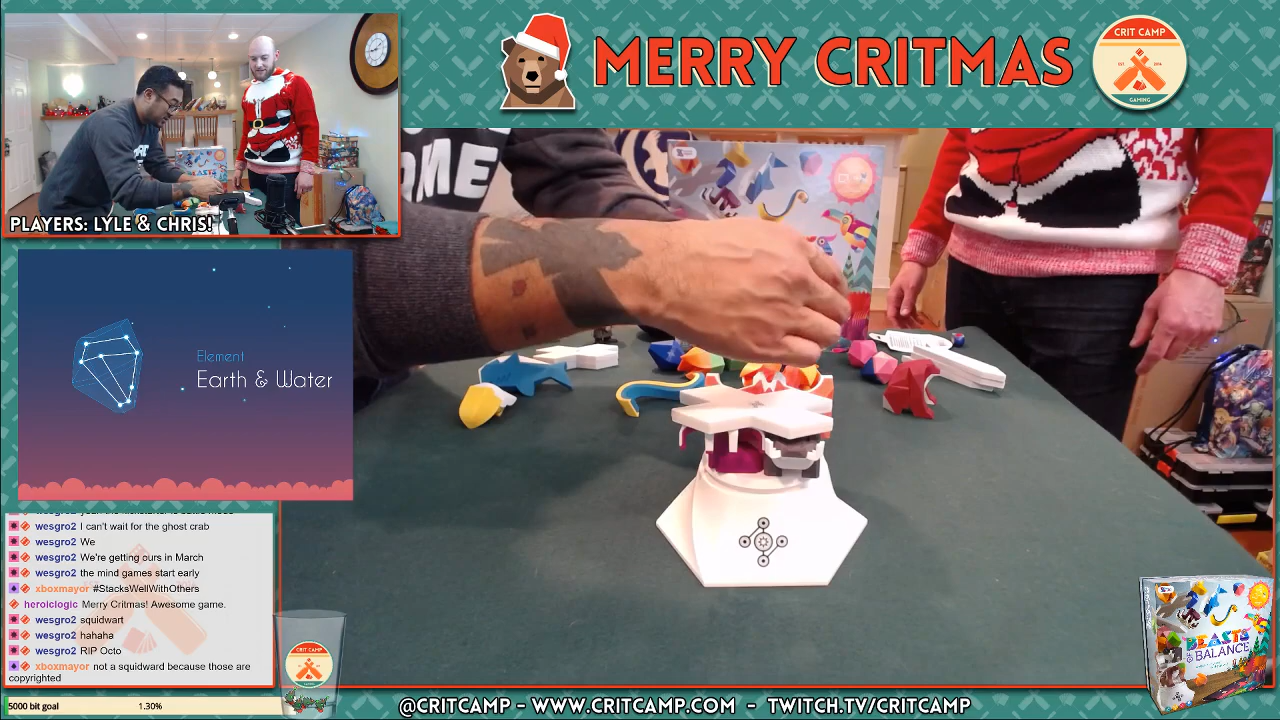 MERRY CRITMAS
CRIT CAMP
GAMING
PLAYERS: LYLE & CHRIS!
OME
Element
Earth & Water
wesgro2 I can't wait for the ghost crab
wesgro2 We
wesgro2 We're getting ours in March
wesgro2 the mind games start early
xboxmayor #StacksWellWithOthers
heroiclogic Merry Critmas! Awesome game.
wesgro2 squidwart
wesgro2 hahaha
wesgro2 RIP Octo
xboxmayor not a squidward because those are
copyrighted
CRIT CAMP
BEASTS
BALANCE
5000 bit goal 1.30%
@CRITCAMP - WWW.CRITCAMP.COM - TWITCH.TV/CRITCAMP